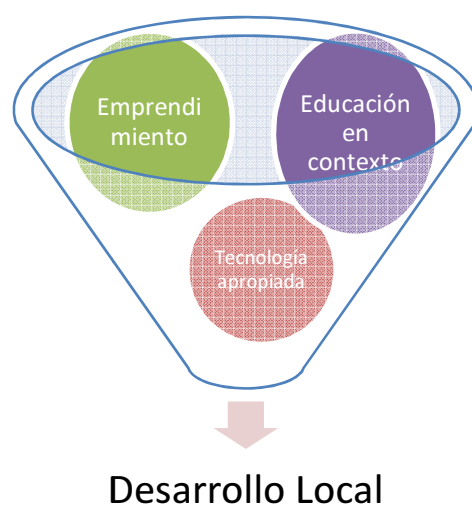 Emprendi
miento
Educación
en
contexto
Tecnología
apropiada
Desarrollo Local